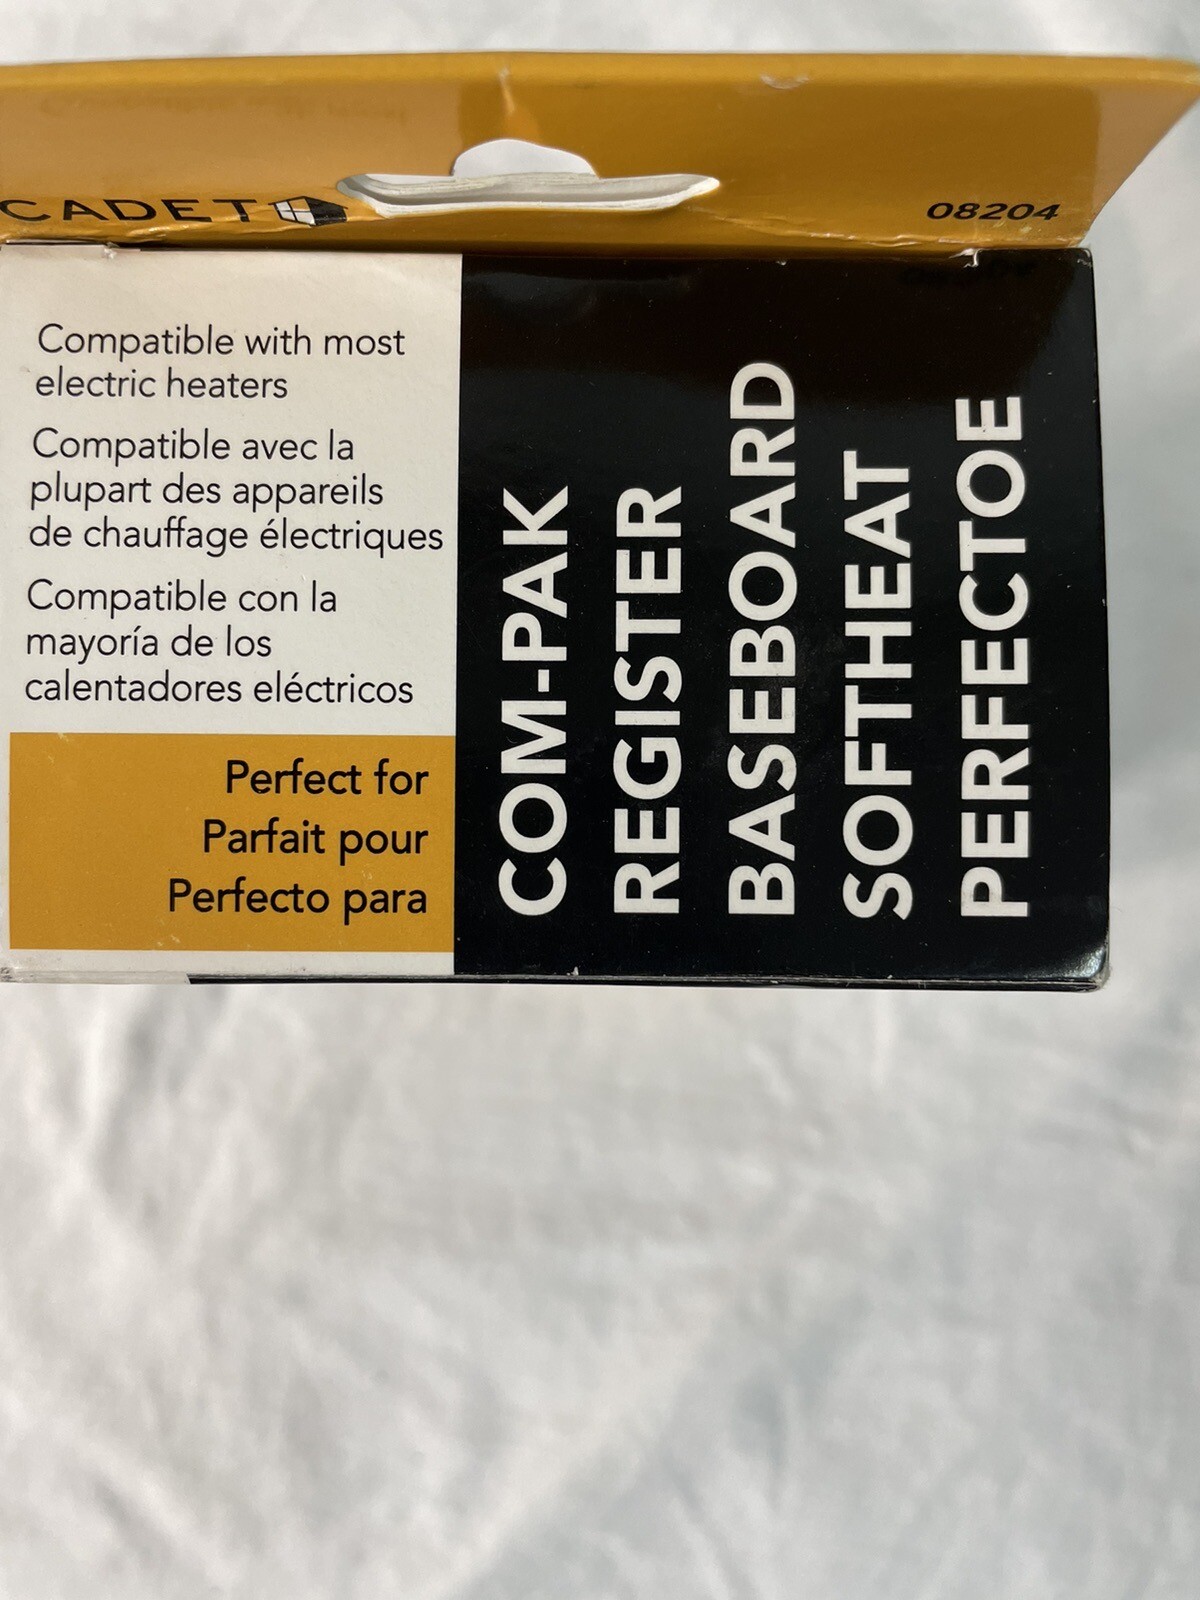 CADET
08204
Compatible with most
electric heaters
Compatible avec la
plupart des appareils
de chauffage électriques
Compatible con la
mayoría de los
calentadores eléctricos
Perfect for
Parfait pour
Perfecto para
COM-PAK
REGISTER
BASEBOARD
SOFTHEAT
PERFECTOE